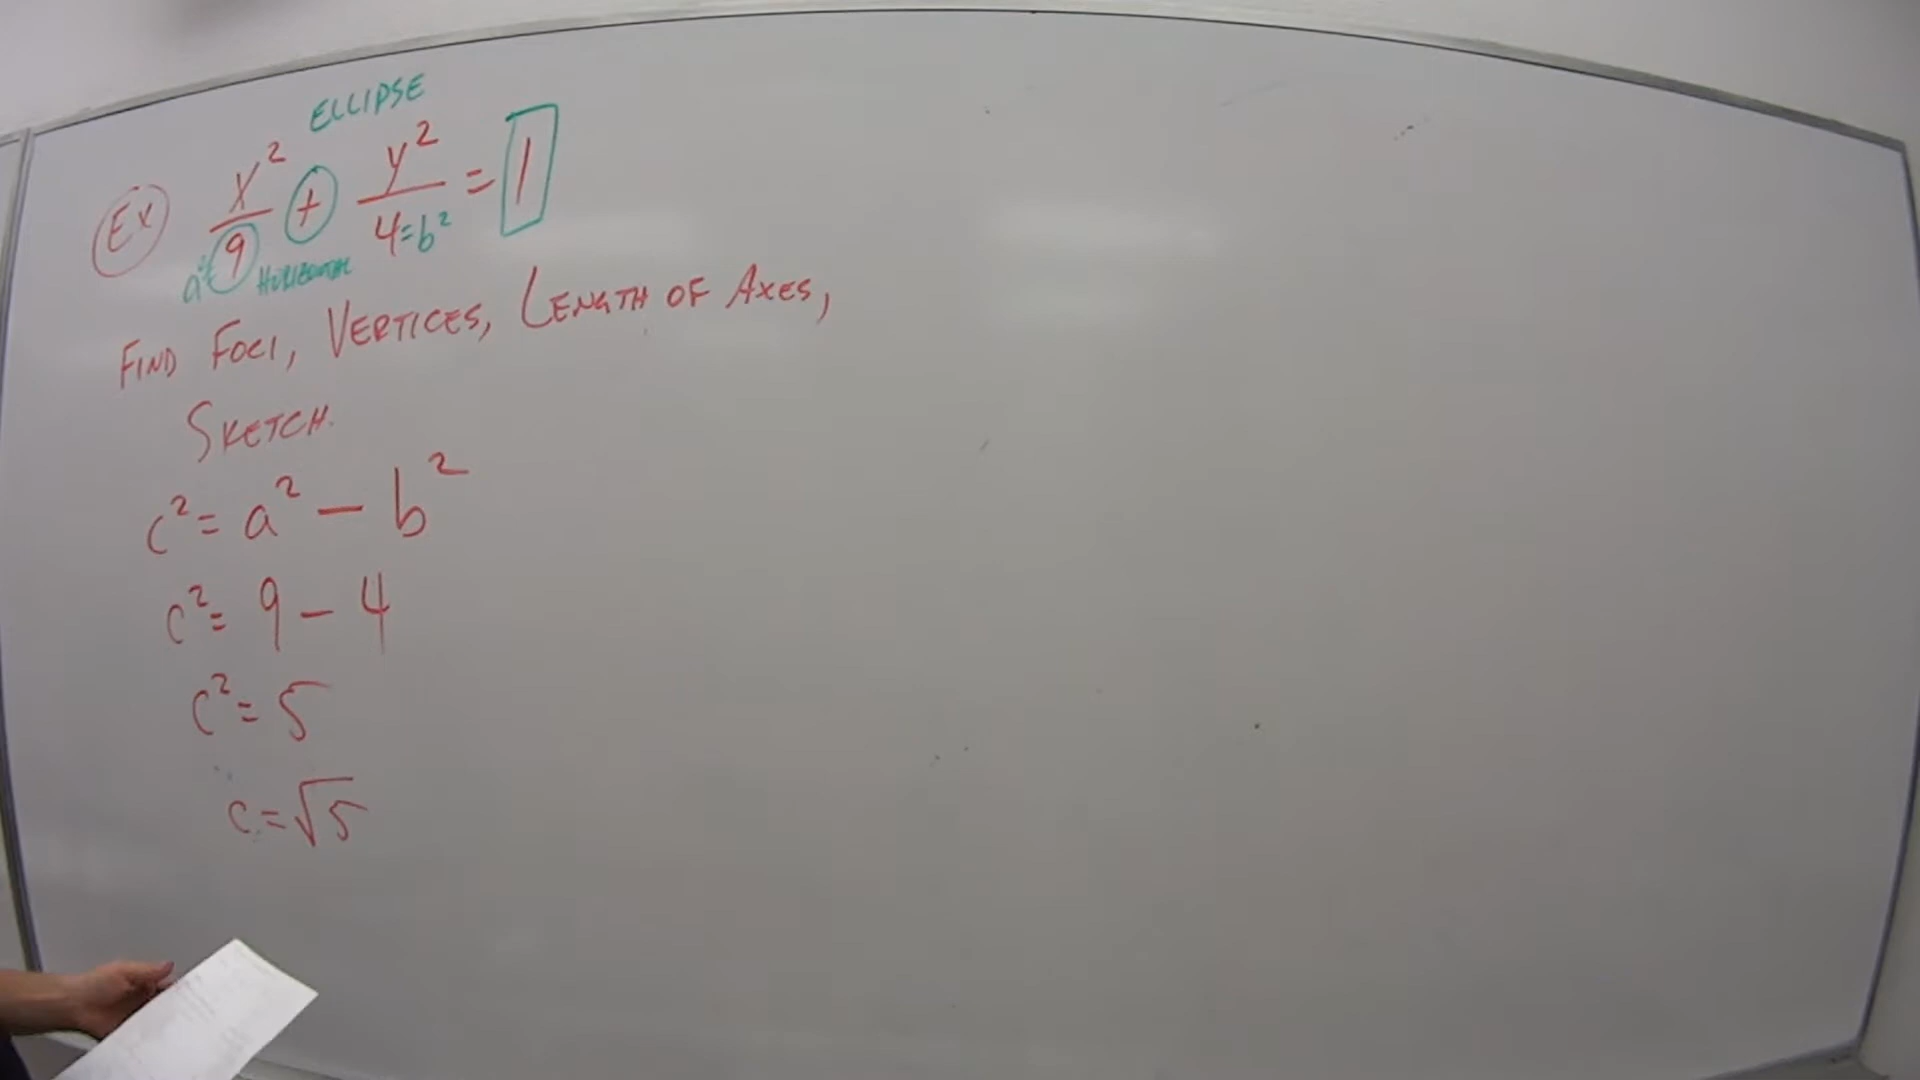 ELLIPSE
Ex x²/9 + y²/4 = 1
a²= HORIZONTAL =b²
FIND FOCI, VERTICES, LENGTH OF AXES,
SKETCH.
c² = a² − b²
c² = 9 − 4
c² = 5
c = √5